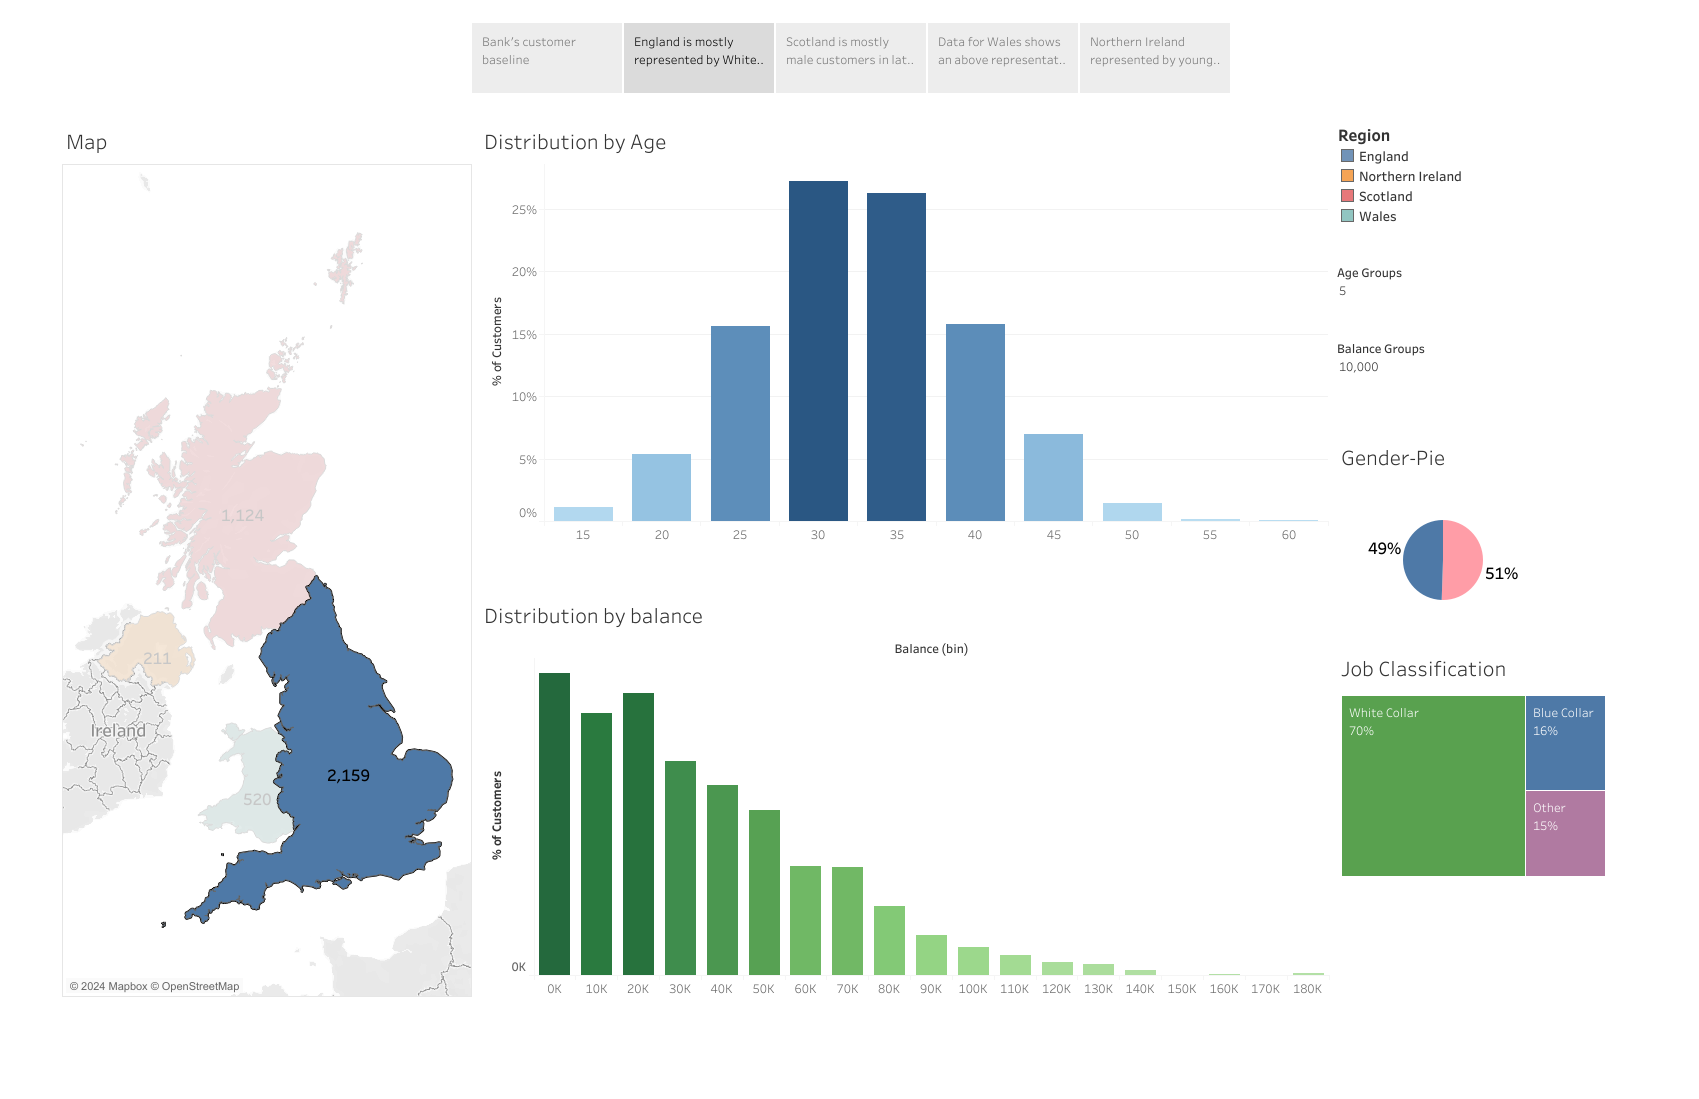 Bank's customer
baseline
England is mostly
represented by White..
Scotland is mostly
male customers in lat..
Data for Wales shows
an above representat..
Northern Ireland
represented by young..
Map
1,124
211
Ireland
2,159
520
© 2024 Mapbox © OpenStreetMap
Distribution by Age
% of Customers
25%
20%
15%
10%
5%
0%
15 20 25 30 35 40 45 50 55 60
Distribution by balance
Balance (bin)
% of Customers
0K
0K 10K 20K 30K 40K 50K 60K 70K 80K 90K 100K 110K 120K 130K 140K 150K 160K 170K 180K
Region
England
Northern Ireland
Scotland
Wales
Age Groups
5
Balance Groups
10,000
Gender-Pie
49%
51%
Job Classification
White Collar
70%
Blue Collar
16%
Other
15%